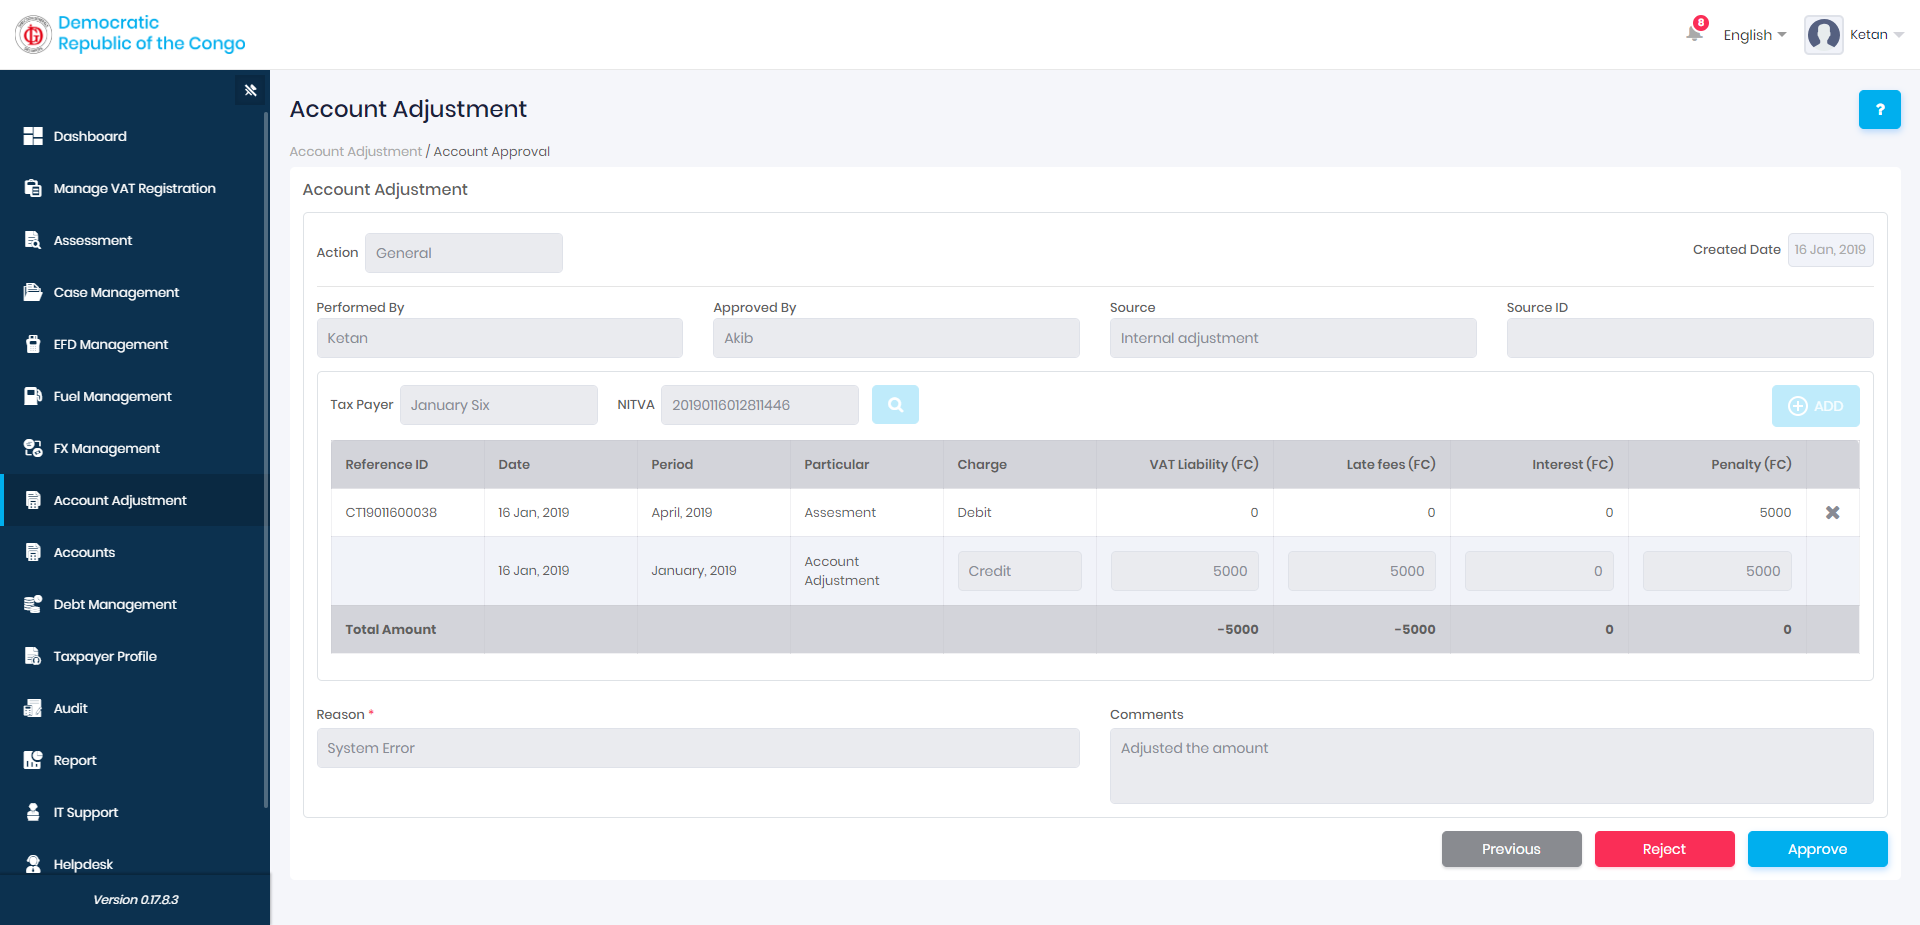 Democratic
Republic of the Congo
8
English
Ketan
Dashboard
Manage VAT Registration
Assessment
Case Management
EFD Management
Fuel Management
FX Management
Account Adjustment
Accounts
Debt Management
Taxpayer Profile
Audit
Report
IT Support
Helpdesk
Version 0.17.8.3
Account Adjustment
?
Account Adjustment / Account Approval
Account Adjustment
Action General Created Date 16 Jan, 2019
Performed By Approved By Source Source ID
Ketan Akib Internal adjustment
Tax Payer January Six NITVA 20190116012811446 ADD
Reference ID Date Period Particular Charge VAT Liability (FC) Late fees (FC) Interest (FC) Penalty (FC)
CT19011600038 16 Jan, 2019 April, 2019 Assesment Debit 0 0 0 5000
16 Jan, 2019 January, 2019 Account Adjustment Credit 5000 5000 0 5000
Total Amount -5000 -5000 0 0
Reason * Comments
System Error Adjusted the amount
Previous Reject Approve